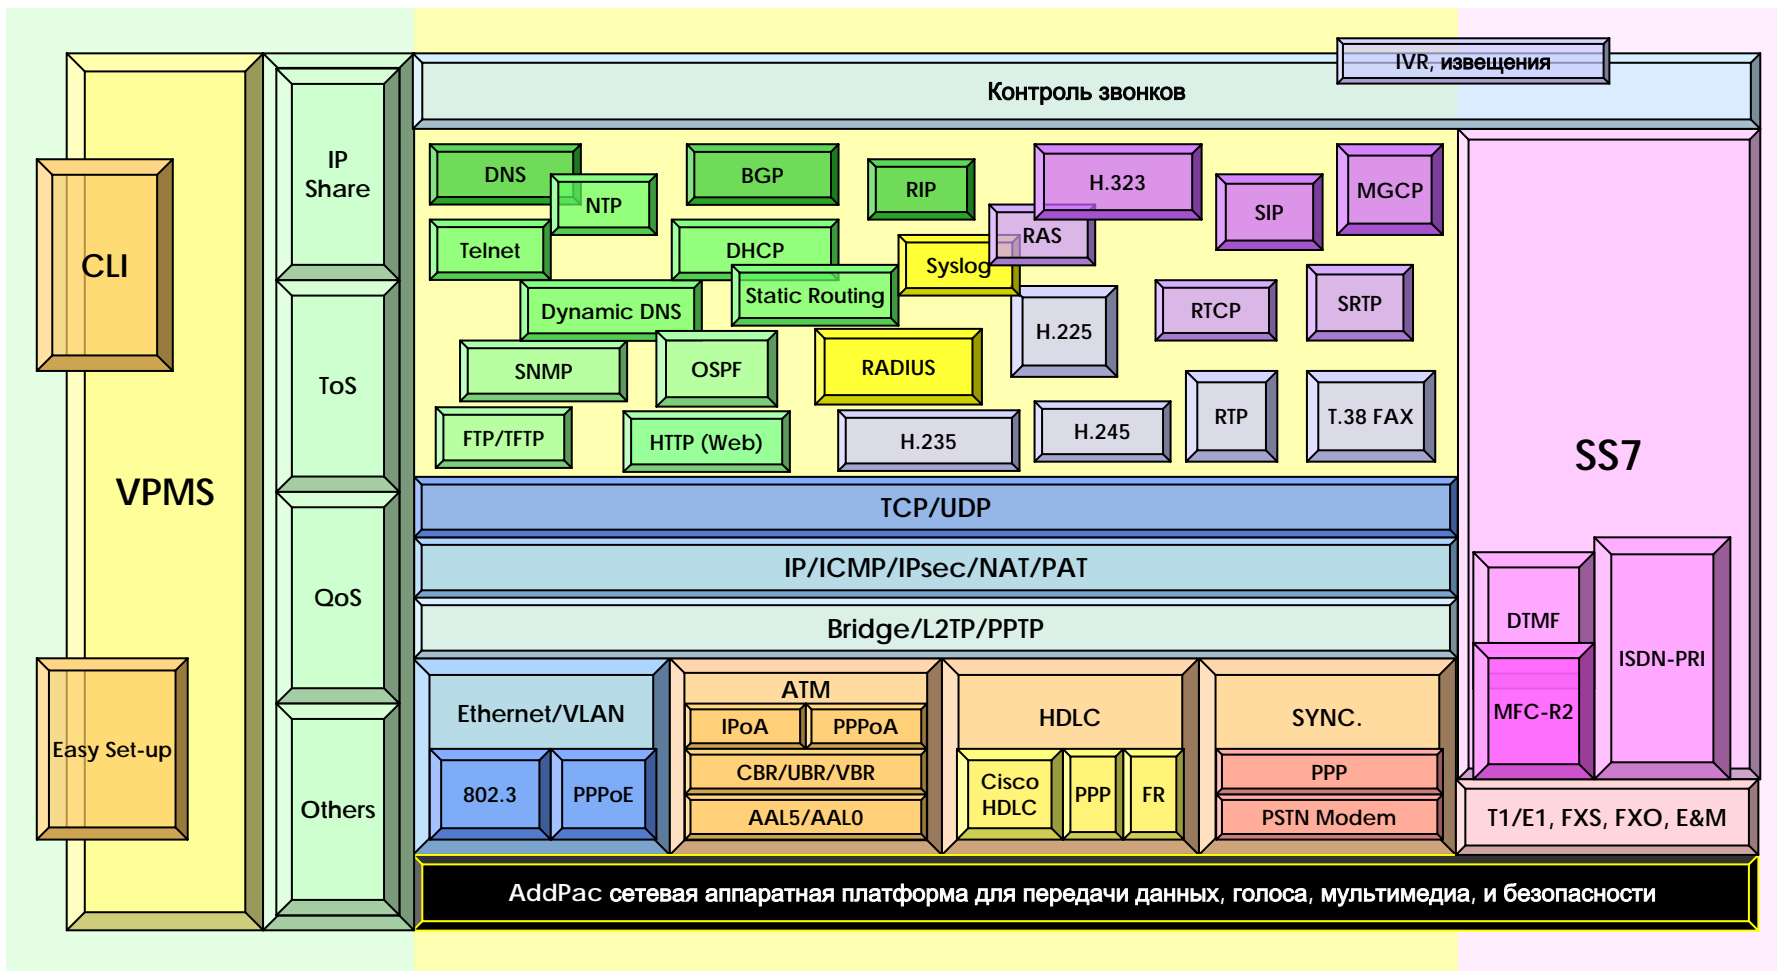 IVR, извещения
Контроль звонков
VPMS
CLI
Easy Set-up
IP
Share
ToS
QoS
Others
DNS
NTP
BGP
RIP
H.323
SIP
MGCP
Telnet
DHCP
Syslog
RAS
Static Routing
Dynamic DNS
H.225
RTCP
SRTP
SNMP
OSPF
RADIUS
FTP/TFTP
HTTP (Web)
H.235
H.245
RTP
T.38 FAX
TCP/UDP
IP/ICMP/IPsec/NAT/PAT
Bridge/L2TP/PPTP
Ethernet/VLAN
802.3
PPPoE
ATM
IPoA
PPPoA
CBR/UBR/VBR
AAL5/AAL0
HDLC
Cisco
HDLC
PPP
FR
SYNC.
PPP
PSTN Modem
SS7
DTMF
MFC-R2
ISDN-PRI
T1/E1, FXS, FXO, E&M
AddPac сетевая аппаратная платформа для передачи данных, голоса, мультимедиа, и безопасности